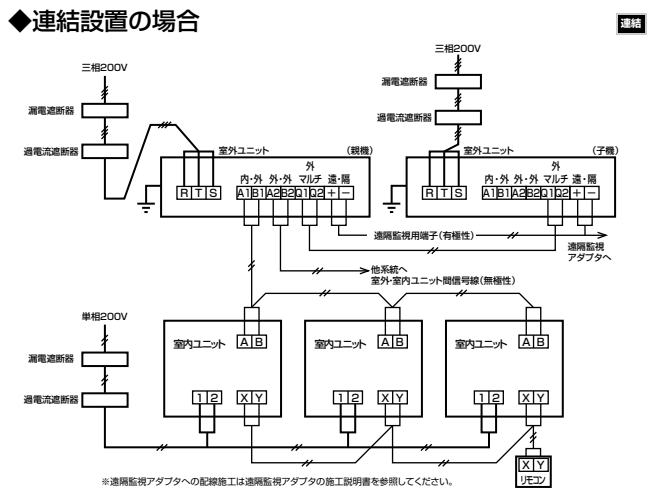 ◆連結設置の場合
連結
三相200V
漏電遮断器
過電流遮断器
室外ユニット (親機)
外
内・外 外・外 マルチ 遠・隔
R T S A1 B1 A2 B2 Q1 Q2 + −
三相200V
漏電遮断器
過電流遮断器
室外ユニット (子機)
外
内・外 外・外 マルチ 遠・隔
R T S A1 B1 A2 B2 Q1 Q2 + −
遠隔監視用端子(有極性)
遠隔監視
アダプタへ
他系統へ
室外・室内ユニット間信号線(無極性)
単相200V
漏電遮断器
過電流遮断器
室内ユニット
A B
1 2
X Y
室内ユニット
A B
1 2
X Y
室内ユニット
A B
1 2
X Y
X Y
リモコン
※遠隔監視アダプタへの配線施工は遠隔監視アダプタの施工説明書を参照してください。